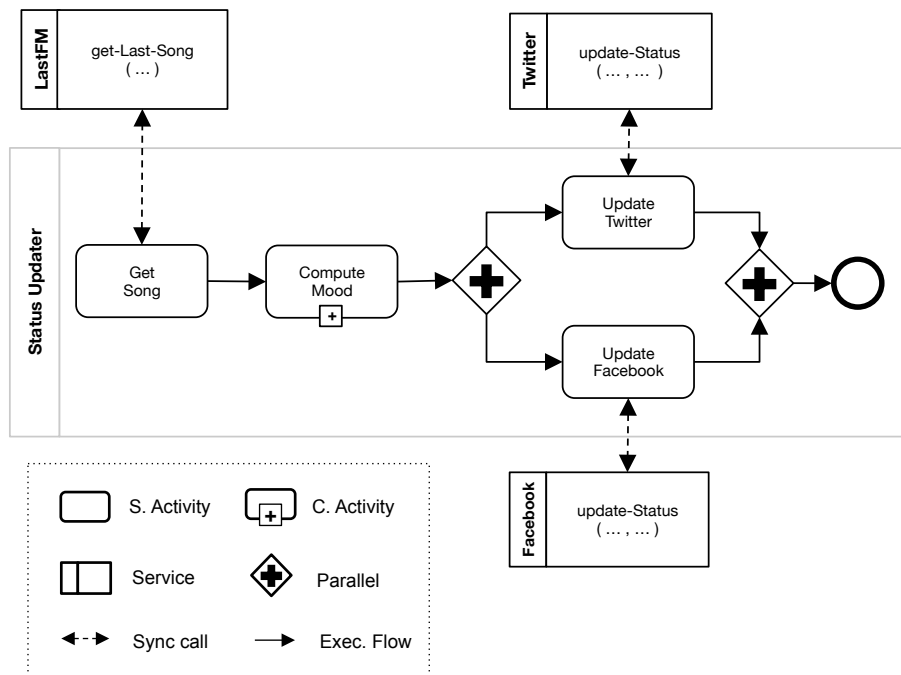 LastFM
get-Last-Song
( ... )
Twitter
update-Status
( ... , ... )
Status Updater
Get
Song
Compute
Mood
Update
Twitter
Update
Facebook
Facebook
update-Status
( ... , ... )
S. Activity
C. Activity
Service
Parallel
Sync call
Exec. Flow